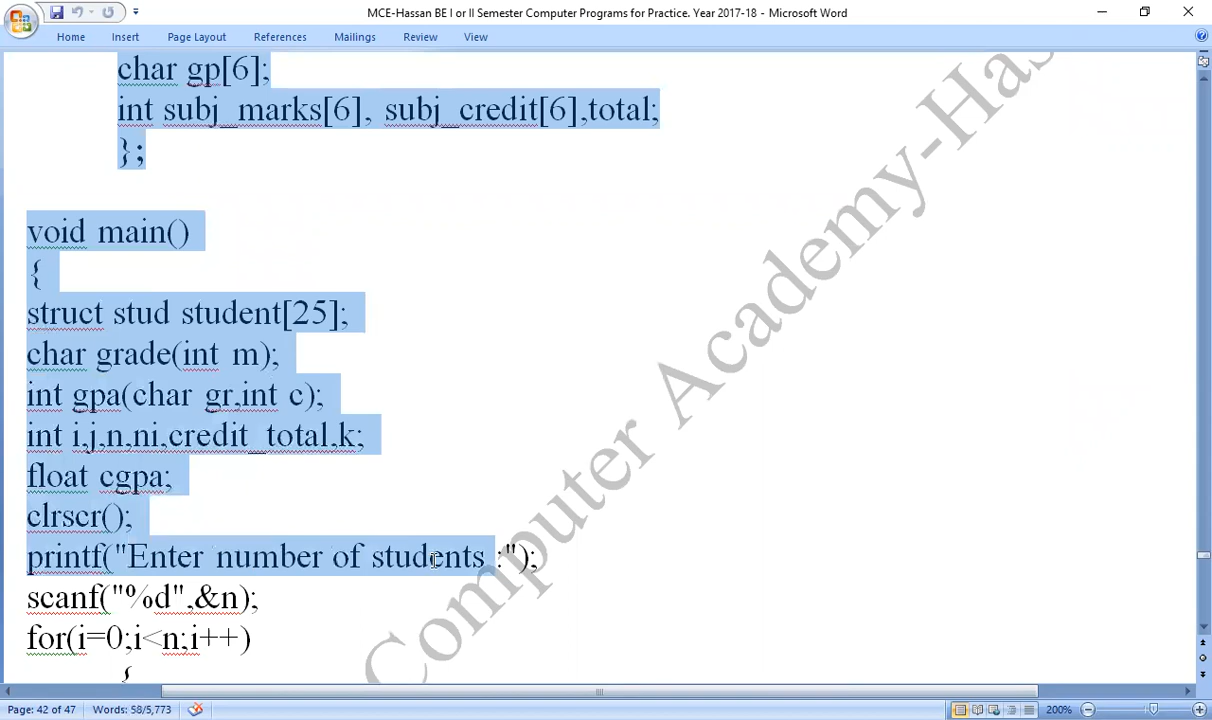 MCE-Hassan BE I or II Semester Computer Programs for Practice. Year 2017-18 - Microsoft Word
Home Insert Page Layout References Mailings Review View
char gp[6];
int subj_marks[6], subj_credit[6],total;
};
void main()
{
struct stud student[25];
char grade(int m);
int gpa(char gr,int c);
int i,j,n,ni,credit_total,k;
float cgpa;
clrscr();
printf("Enter number of students :");
scanf("%d",&n);
for(i=0;i<n;i++)
{
Computer Academy-Has
Page: 42 of 47 Words: 58/5,773 200%